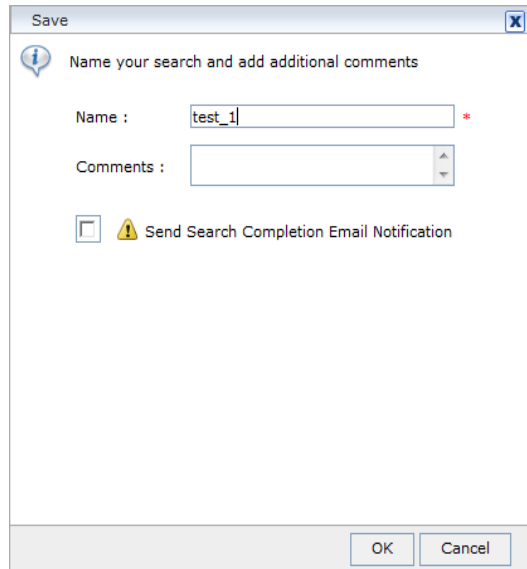 Save
Name your search and add additional comments
Name : test_1 *
Comments :
Send Search Completion Email Notification
OK Cancel